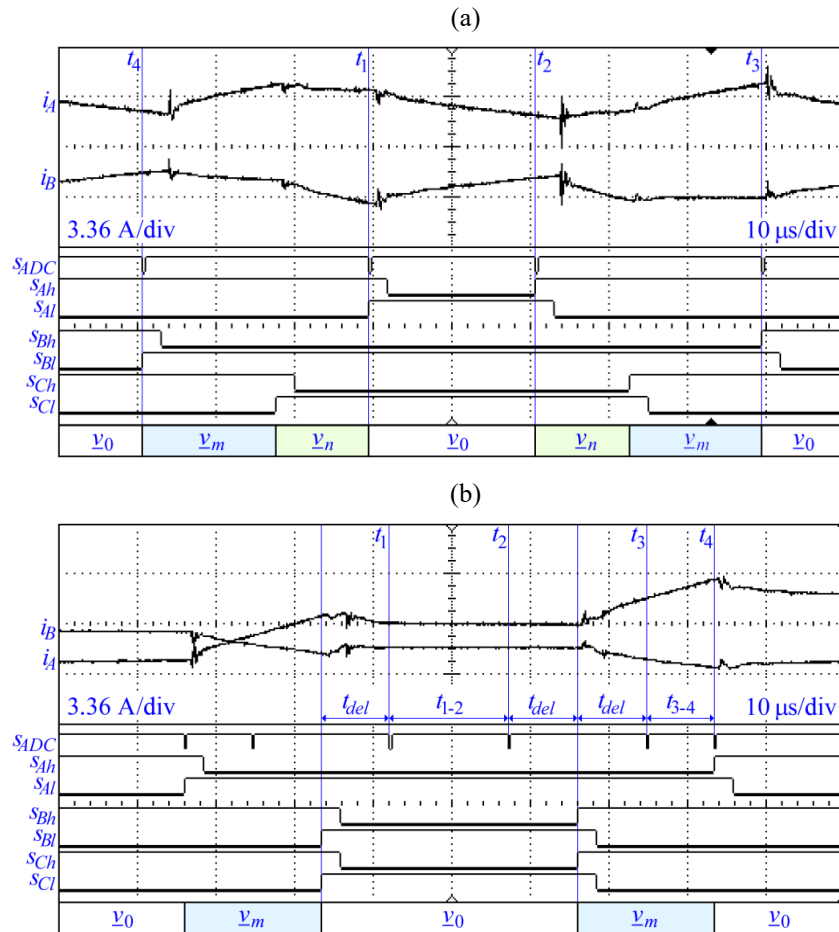 (a)
t4 t1 t2 t3
iA
iB
3.36 A/div 10 μs/div
sADC
sAh
sAl
sBh
sBl
sCh
sCl
v0 vm vn v0 vn vm v0
(b)
t1 t2 t3 t4
iB
iA
tdel t1-2 tdel tdel t3-4
3.36 A/div 10 μs/div
sADC
sAh
sAl
sBh
sBl
sCh
sCl
v0 vm v0 vm v0